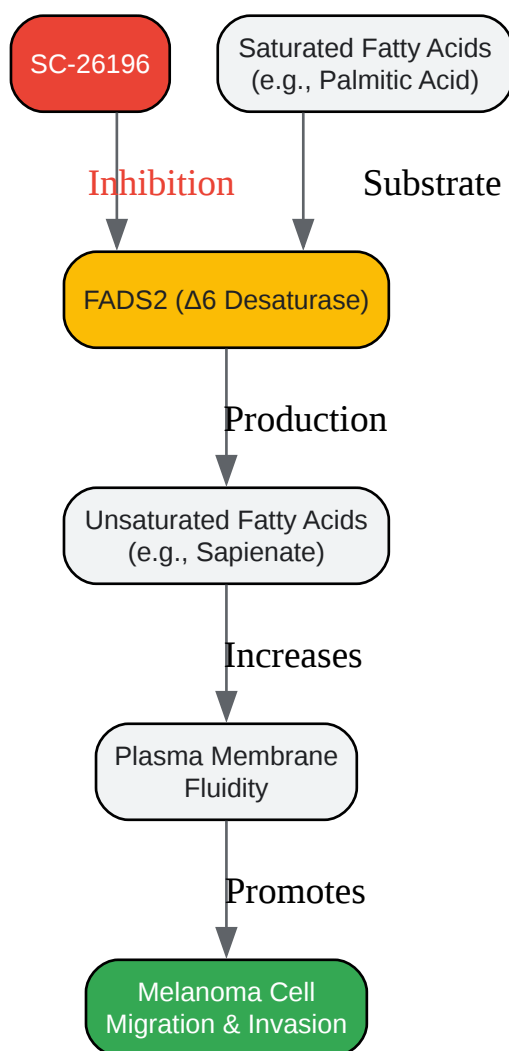 SC-26196
Saturated Fatty Acids
(e.g., Palmitic Acid)
Inhibition
Substrate
FADS2 (Δ6 Desaturase)
Production
Unsaturated Fatty Acids
(e.g., Sapienate)
Increases
Plasma Membrane
Fluidity
Promotes
Melanoma Cell
Migration & Invasion